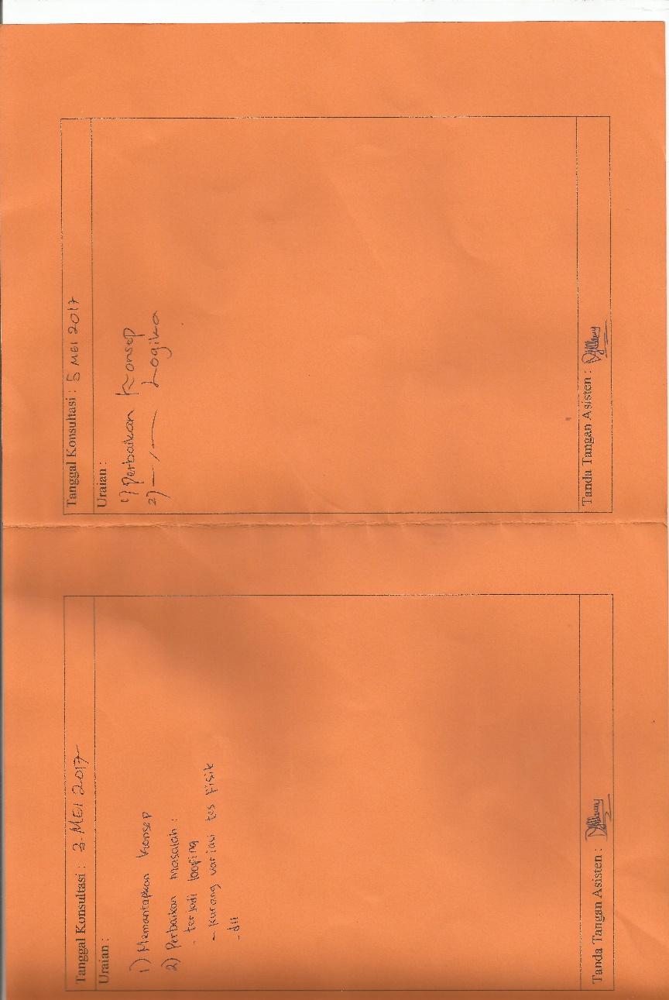 Tanggal Konsultasi : 3 MEI 2017
Uraian :
1) Memantapkan Konsep
2) Perbaikan masalah :
- terjadi looping
- kurang variasi tes fisik
- dll
Tanda Tangan Asisten :
Tanggal Konsultasi : 5 MEI 2017
Uraian :
1) Perbaikan Konsep
2) — ,, — Logika
Tanda Tangan Asisten :